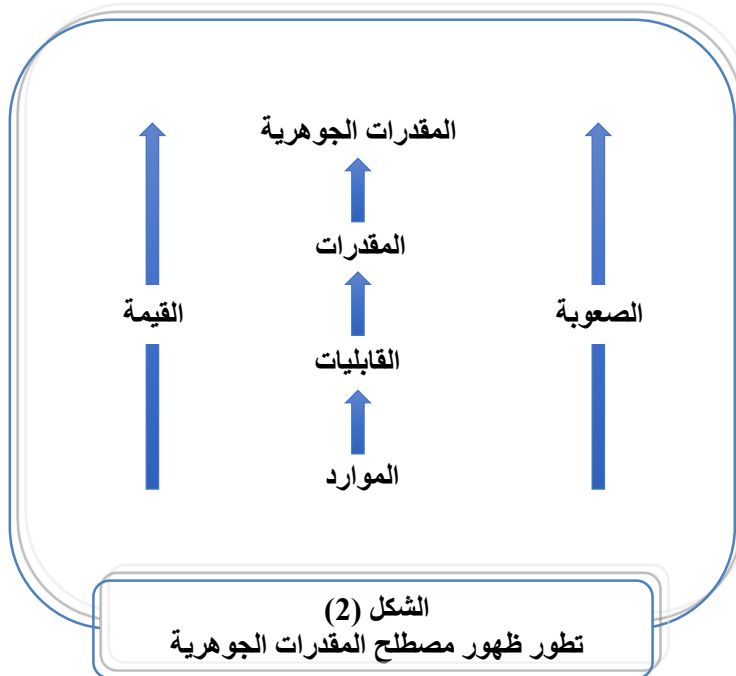 المقدرات الجوهرية
المقدرات
الصعوبة
القيمة
القابليات
الموارد
الشكل (2)
تطور ظهور مصطلح المقدرات الجوهرية